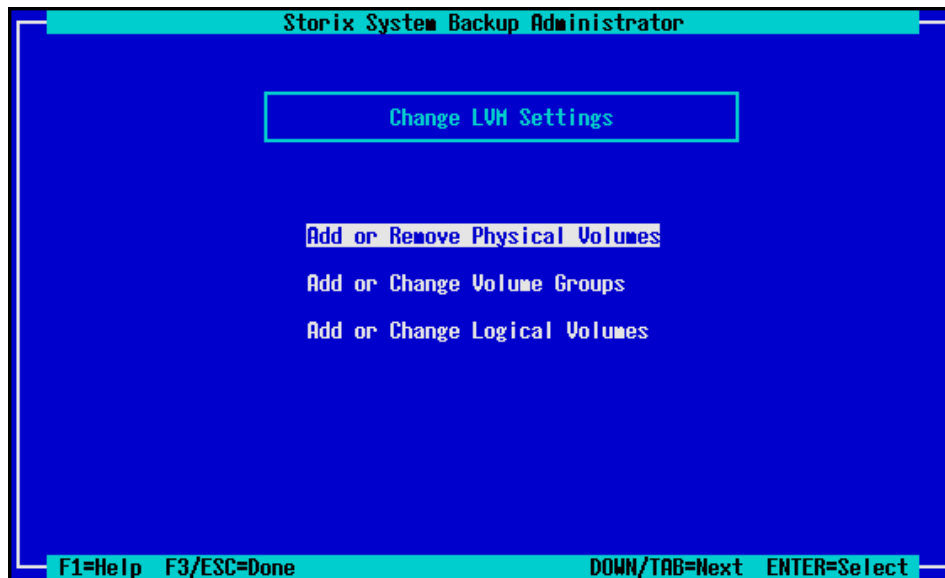 Storix System Backup Administrator
Change LVM Settings
Add or Remove Physical Volumes
Add or Change Volume Groups
Add or Change Logical Volumes
F1=Help F3/ESC=Done DOWN/TAB=Next ENTER=Select